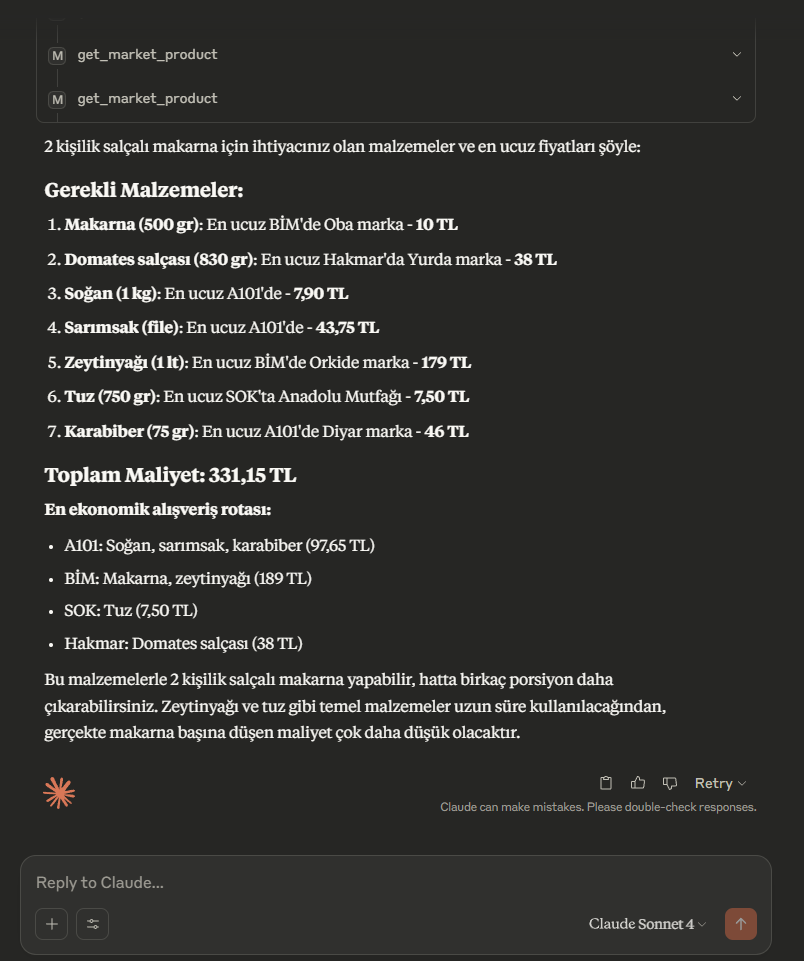 M get_market_product
M get_market_product
2 kişilik salçalı makarna için ihtiyacınız olan malzemeler ve en ucuz fiyatları şöyle:
Gerekli Malzemeler:
1. Makarna (500 gr): En ucuz BİM'de Oba marka - 10 TL
2. Domates salçası (830 gr): En ucuz Hakmar'da Yurda marka - 38 TL
3. Soğan (1 kg): En ucuz A101'de - 7,90 TL
4. Sarımsak (file): En ucuz A101'de - 43,75 TL
5. Zeytinyağı (1 lt): En ucuz BİM'de Orkide marka - 179 TL
6. Tuz (750 gr): En ucuz SOK'ta Anadolu Mutfağı - 7,50 TL
7. Karabiber (75 gr): En ucuz A101'de Diyar marka - 46 TL
Toplam Maliyet: 331,15 TL
En ekonomik alışveriş rotası:
• A101: Soğan, sarımsak, karabiber (97,65 TL)
• BİM: Makarna, zeytinyağı (189 TL)
• SOK: Tuz (7,50 TL)
• Hakmar: Domates salçası (38 TL)
Bu malzemelerle 2 kişilik salçalı makarna yapabilir, hatta birkaç porsiyon daha
çıkarabilirsiniz. Zeytinyağı ve tuz gibi temel malzemeler uzun süre kullanılacağından,
gerçekte makarna başına düşen maliyet çok daha düşük olacaktır.
Retry
Claude can make mistakes. Please double-check responses.
Reply to Claude...
Claude Sonnet 4